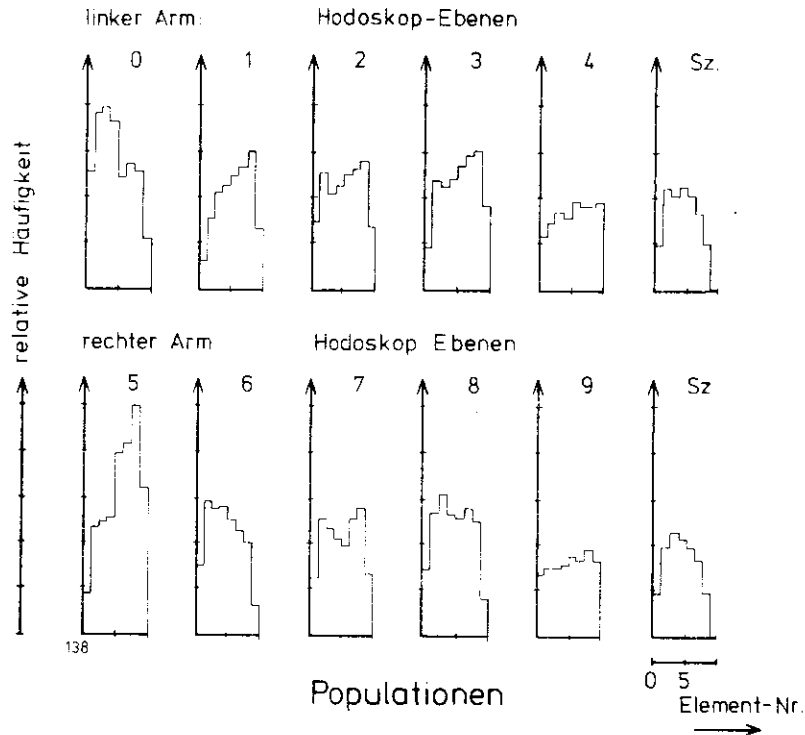 linker Arm: Hodoskop-Ebenen
0 1 2 3 4 Sz.
relative Häufigkeit
rechter Arm Hodoskop Ebenen
5 6 7 8 9 Sz
138
0 5
Populationen
Element-Nr.